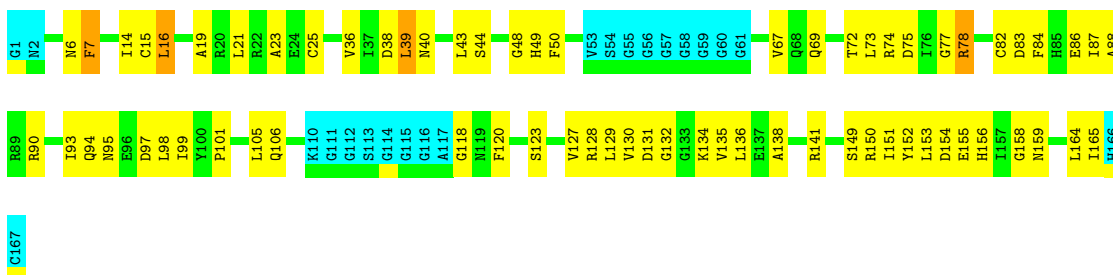 G1 N2 N6 F7 I14 C15 L16 A19 R20 L21 R22 A23 E24 C25 V36 I37 D38 L39 N40 L43 S44 G48 H49 F50 V53 S54 G55 G56 G57 G58 G59 G60 G61 V67 Q68 Q69 T72 L73 R74 D75 I76 G77 R78 C82 D83 F84 H85 E86 I87 A88
R89 R90 I93 Q94 N95 E96 D97 L98 I99 Y100 P101 L105 Q106 K110 G111 G112 S113 G114 G115 G116 A117 G118 N119 F120 S123 V127 R128 L129 V130 D131 G132 G133 K134 V135 L136 E137 A138 R141 S149 R150 I151 Y152 L153 D154 E155 H156 I157 G158 N159 L164 I165 H166
C167